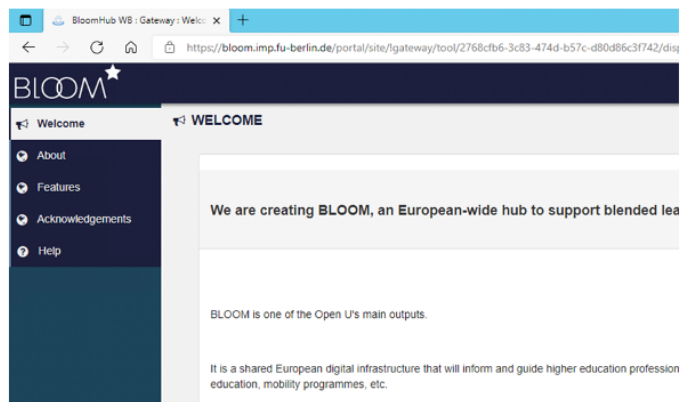 BloomHub WB : Gateway : Welc
https://bloom.imp.fu-berlin.de/portal/site/!gateway/tool/2768cfb6-3c83-474d-b57c-d80d86c3f742/disp
BLOOM
Welcome
About
Features
Acknowledgements
Help
WELCOME
We are creating BLOOM, an European-wide hub to support blended lea
BLOOM is one of the Open U's main outputs.
It is a shared European digital infrastructure that will inform and guide higher education profession
education, mobility programmes, etc.